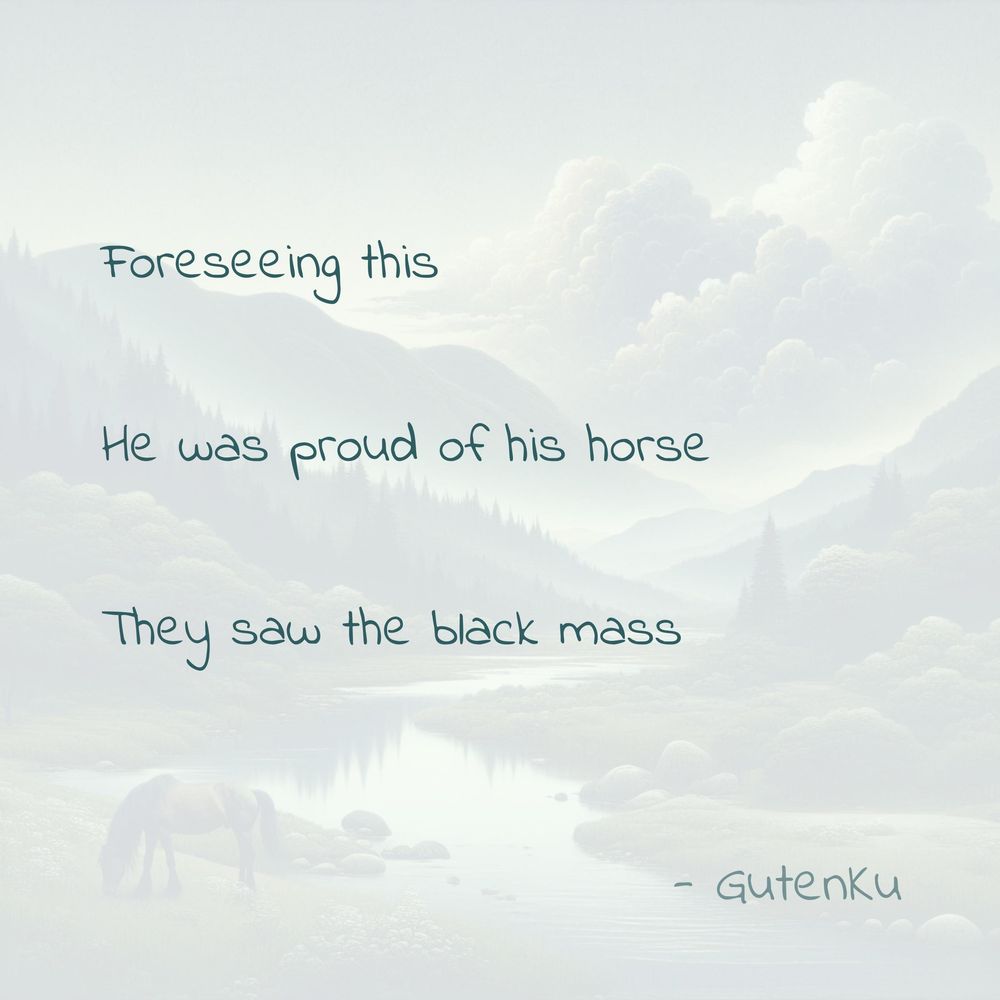 Foreseeing this
He was proud of his horse
They saw the black mass
- GutenKu